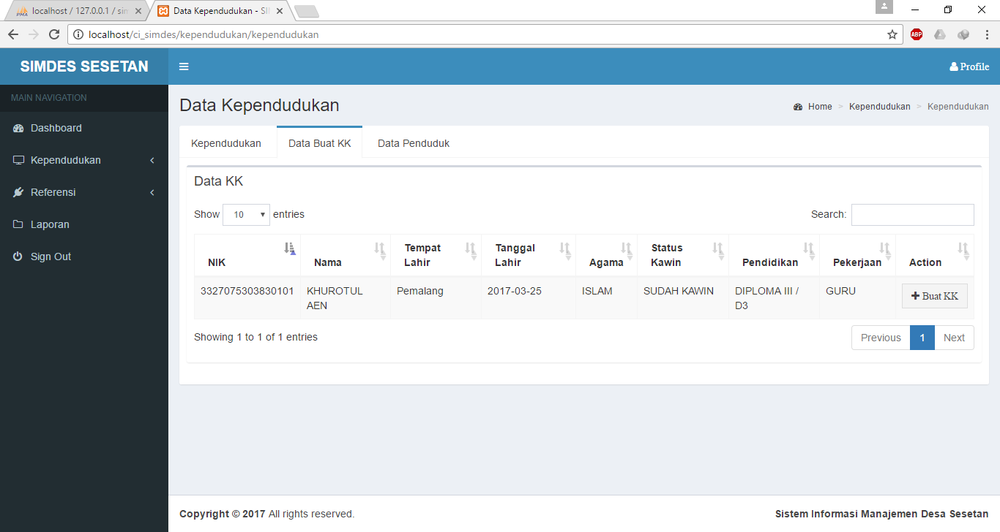 localhost / 127.0.0.1 / sim
Data Kependudukan - SI
localhost/ci_simdes/kependudukan/kependudukan
ABP
SIMDES SESETAN
Profile
MAIN NAVIGATION
Dashboard
Kependudukan
Referensi
Laporan
Sign Out
Data Kependudukan
Home > Kependudukan > Kependudukan
Kependudukan Data Buat KK Data Penduduk
Data KK
Show 10 entries
Search:
NIK Nama Tempat Lahir Tanggal Lahir Agama Status Kawin Pendidikan Pekerjaan Action
3327075303830101 KHUROTUL AEN Pemalang 2017-03-25 ISLAM SUDAH KAWIN DIPLOMA III / D3 GURU Buat KK
Showing 1 to 1 of 1 entries
Previous 1 Next
Copyright © 2017 All rights reserved.
Sistem Informasi Manajemen Desa Sesetan